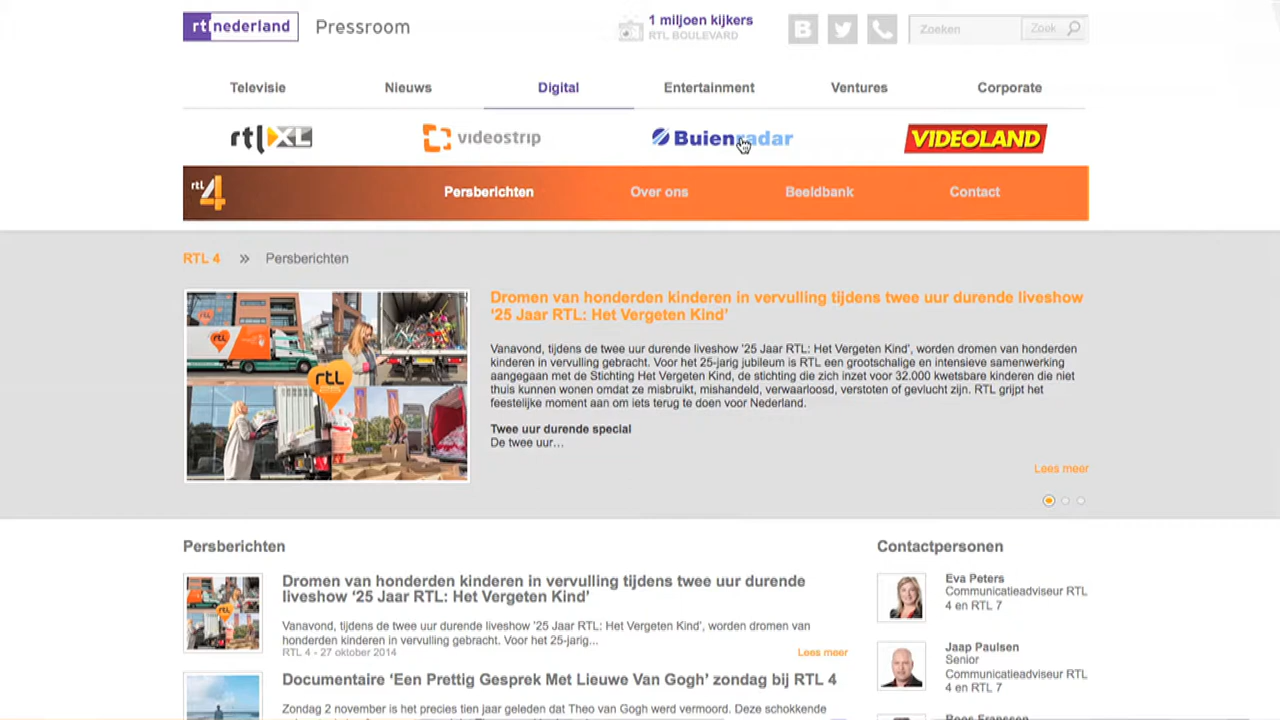 rtl nederland Pressroom
1 miljoen kijkers
RTL BOULEVARD
Zoeken Zoek
Televisie Nieuws Digital Entertainment Ventures Corporate
rtl XL videostrip Buienradar VIDEOLAND
rtl 4 Persberichten Over ons Beeldbank Contact
RTL 4 » Persberichten
rtl
Dromen van honderden kinderen in vervulling tijdens twee uur durende liveshow
‘25 Jaar RTL: Het Vergeten Kind’
Vanavond, tijdens de twee uur durende liveshow '25 Jaar RTL: Het Vergeten Kind’, worden dromen van
honderden kinderen in vervulling gebracht. Voor het 25-jarig jubileum is RTL een grootschalige en intensieve samenwerking
aangegaan met de Stichting Het Vergeten Kind, de stichting die zich inzet voor 32.000 kwetsbare kinderen die niet
thuis kunnen wonen omdat ze misbruikt, mishandeld, verwaarloosd, verstoten of gevlucht zijn. RTL grijpt het
feestelijke moment aan om iets terug te doen voor Nederland.
Twee uur durende special
De twee uur…
Lees meer
Persberichten
Dromen van honderden kinderen in vervulling tijdens twee uur durende
liveshow ‘25 Jaar RTL: Het Vergeten Kind’
Vanavond, tijdens de twee uur durende liveshow '25 Jaar RTL: Het Vergeten Kind’, worden dromen van
honderden kinderen in vervulling gebracht. Voor het 25-jarig...
RTL 4 - 27 oktober 2014
Lees meer
Documentaire ‘Een Prettig Gesprek Met Lieuwe Van Gogh’ zondag bij RTL 4
Zondag 2 november is het precies tien jaar geleden dat Theo van Gogh werd vermoord. Deze schokkende
Contactpersonen
Eva Peters
Communicatieadviseur RTL
4 en RTL 7
Jaap Paulsen
Senior
Communicatieadviseur RTL
4 en RTL 7